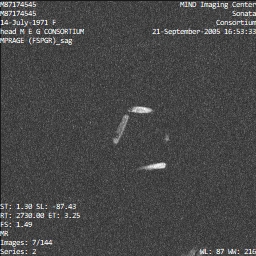 M87174545
M87174545
14-July-1971 F
head M E G CONSORTIUM
MPRAGE (FSPGR)_sag
MIND Imaging Center
Sonata
Consortium
21-September-2005 16:53:33
ST: 1.30 SL: -87.43
RT: 2730.00 ET: 3.25
FS: 1.49
MR
Images: 7/144
Series: 2
WL: 87 WW: 216